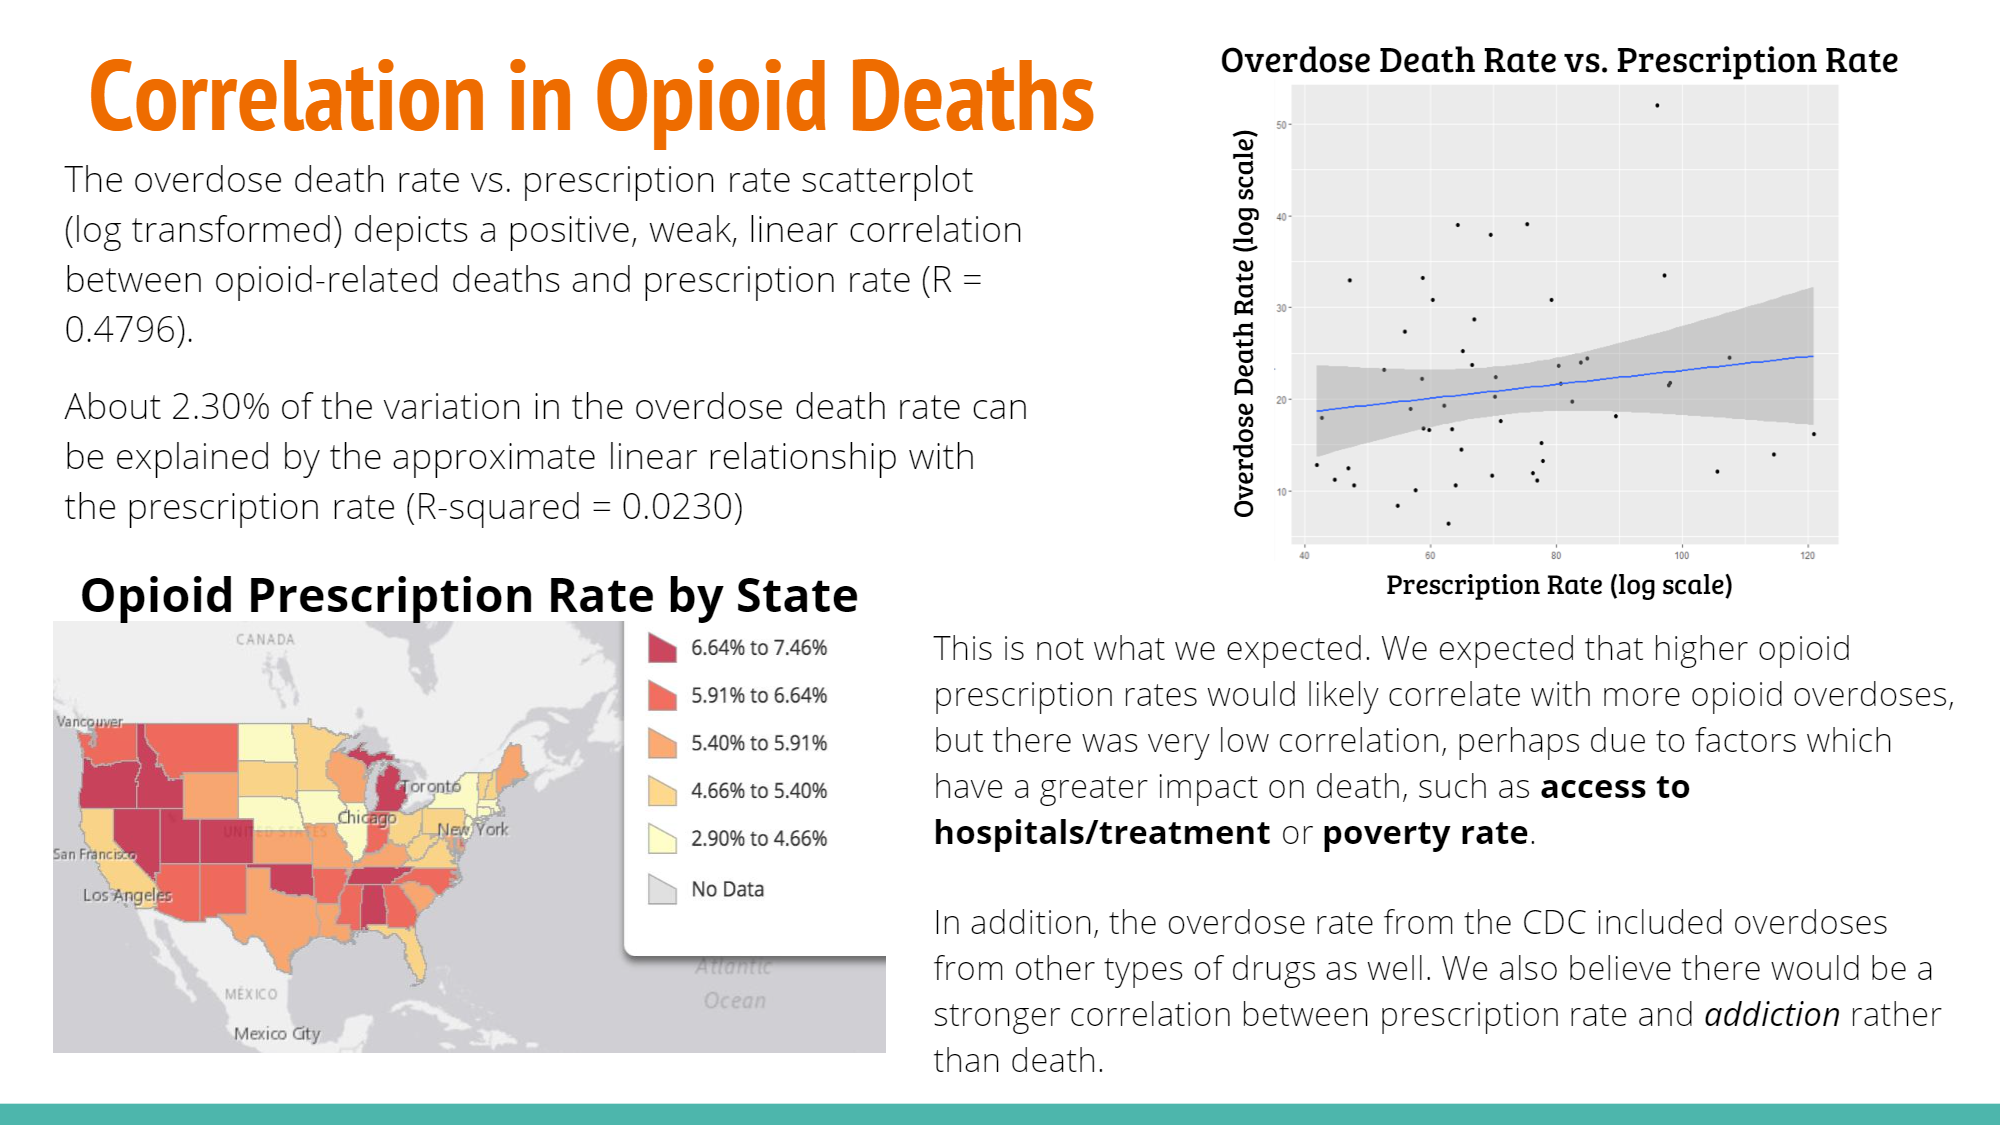 Correlation in Opioid Deaths
The overdose death rate vs. prescription rate scatterplot
(log transformed) depicts a positive, weak, linear correlation
between opioid-related deaths and prescription rate (R =
0.4796).
About 2.30% of the variation in the overdose death rate can
be explained by the approximate linear relationship with
the prescription rate (R-squared = 0.0230)
Overdose Death Rate vs. Prescription Rate
Overdose Death Rate (log scale)
50
40
30
20
10
40 60 80 100 120
Prescription Rate (log scale)
Opioid Prescription Rate by State
CANADA
Vancouver
Toronto
Chicago
UNITED STATES
New York
San Francisco
Los Angeles
MÉXICO
Mexico City
Atlantic
Ocean
6.64% to 7.46%
5.91% to 6.64%
5.40% to 5.91%
4.66% to 5.40%
2.90% to 4.66%
No Data
This is not what we expected. We expected that higher opioid
prescription rates would likely correlate with more opioid overdoses,
but there was very low correlation, perhaps due to factors which
have a greater impact on death, such as access to
hospitals/treatment or poverty rate.
In addition, the overdose rate from the CDC included overdoses
from other types of drugs as well. We also believe there would be a
stronger correlation between prescription rate and addiction rather
than death.